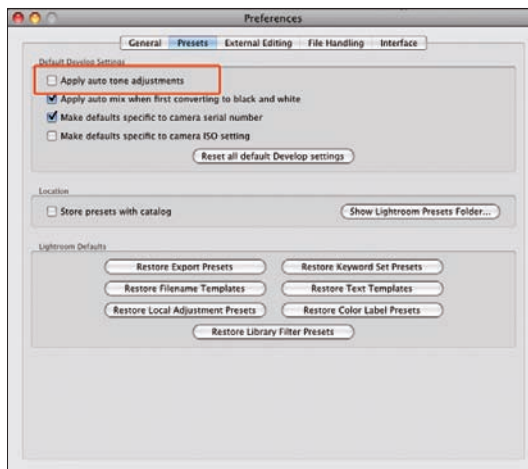 Preferences
General Presets External Editing File Handling Interface
Default Develop Settings
Apply auto tone adjustments
Apply auto mix when first converting to black and white
Make defaults specific to camera serial number
Make defaults specific to camera ISO setting
Reset all default Develop settings
Location
Store presets with catalog
Show Lightroom Presets Folder...
Lightroom Defaults
Restore Export Presets
Restore Keyword Set Presets
Restore Filename Templates
Restore Text Templates
Restore Local Adjustment Presets
Restore Color Label Presets
Restore Library Filter Presets